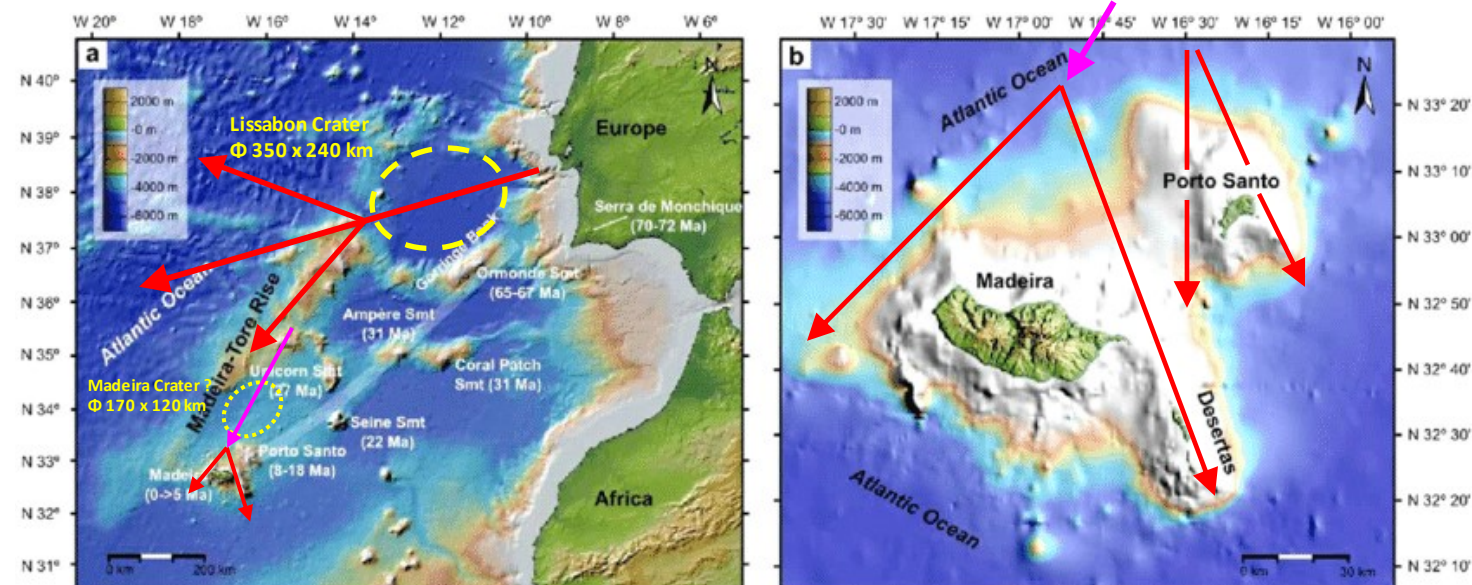 W 20° W 18° W 16° W 14° W 12° W 10° W 8° W 6°
a
N 40°
N 39°
N 38°
N 37°
N 36°
N 35°
N 34°
N 33°
N 32°
N 31°
2000 m
-0 m
-2000 m
-4000 m
-6000 m
Lissabon Crater
Φ 350 x 240 km
N
Europe
Serra de Monchique
(70-72 Ma)
Gorringe Bank
Ormonde Smt
(65-67 Ma)
Atlantic Ocean
Madeira-Tore Rise
Ampère Smt
(31 Ma)
Unicorn Smt
(27 Ma)
Coral Patch
Smt (31 Ma)
Madeira Crater ?
Φ 170 x 120 km
Seine Smt
(22 Ma)
Porto Santo
(8-18 Ma)
Madeira
(0->5 Ma)
Africa
0 km 200 km
W 17° 30' W 17° 15' W 17° 00' W 16° 45' W 16° 30' W 16° 15' W 16° 00'
b
2000 m
-0 m
-2000 m
-4000 m
-6000 m
Atlantic Ocean
N
N 33° 20'
N 33° 10'
N 33° 00'
N 32° 50'
N 32° 40'
N 32° 30'
N 32° 20'
N 32° 10'
Porto Santo
Madeira
Desertas
Atlantic Ocean
0 km 30 km